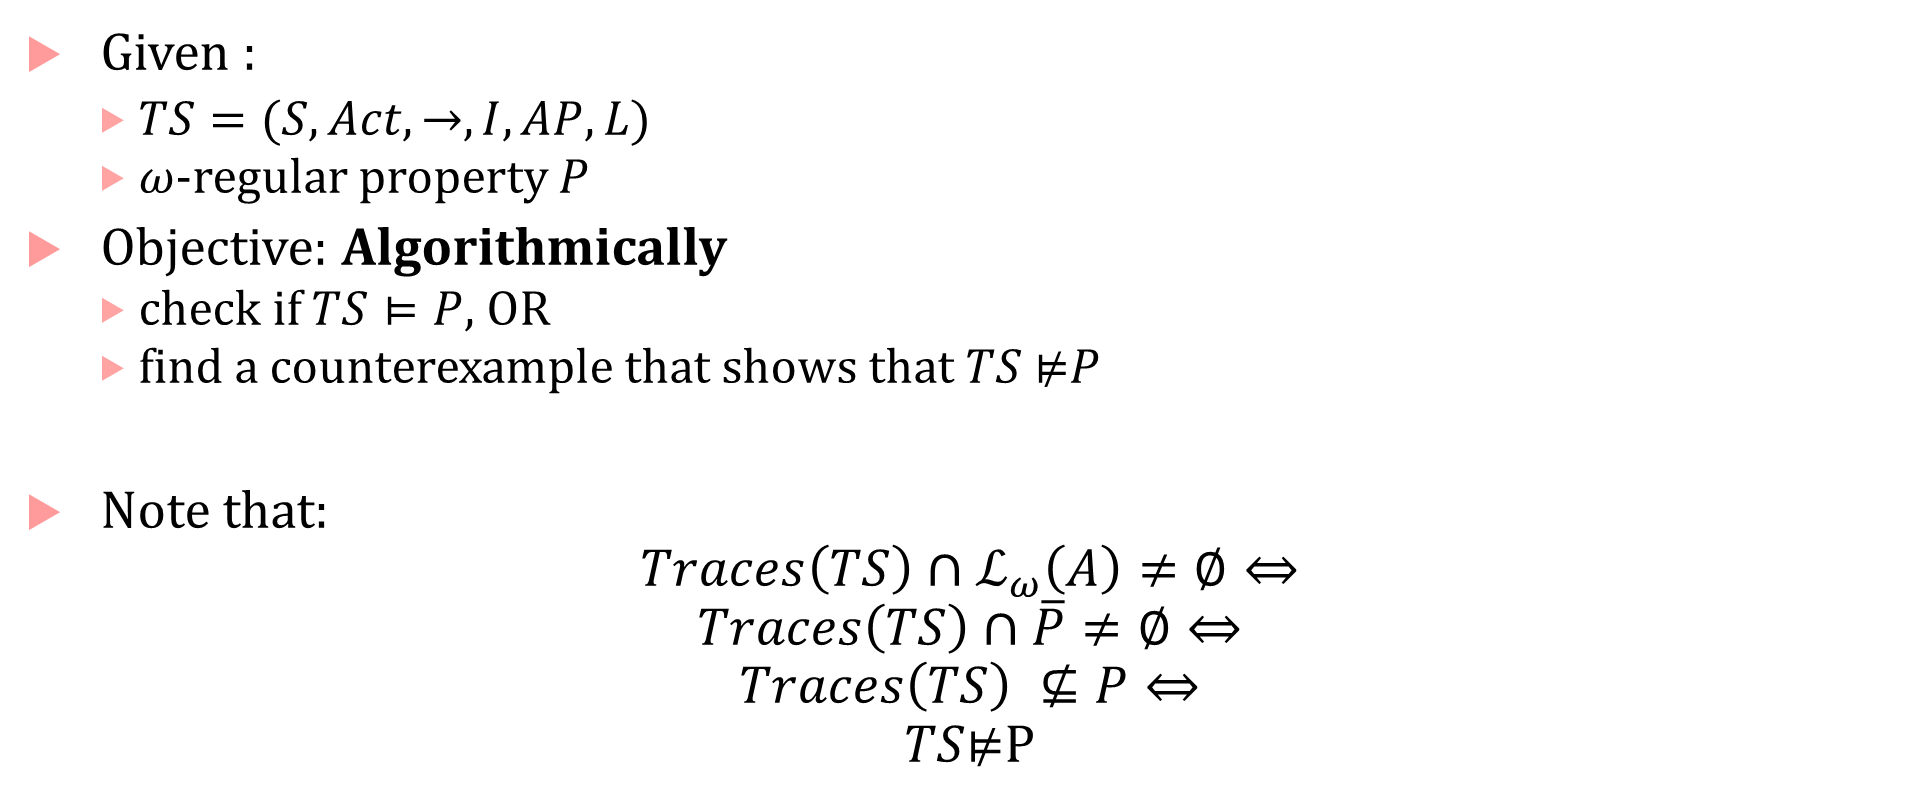 Given :
TS = (S, Act, →, I, AP, L)
ω-regular property P
Objective: Algorithmically
check if TS ⊨ P, OR
find a counterexample that shows that TS ⊭ P
Note that:
Traces(TS) ∩ ℒ_ω(A) ≠ ∅ ⇔
Traces(TS) ∩ P̅ ≠ ∅ ⇔
Traces(TS) ⊈ P ⇔
TS⊭P